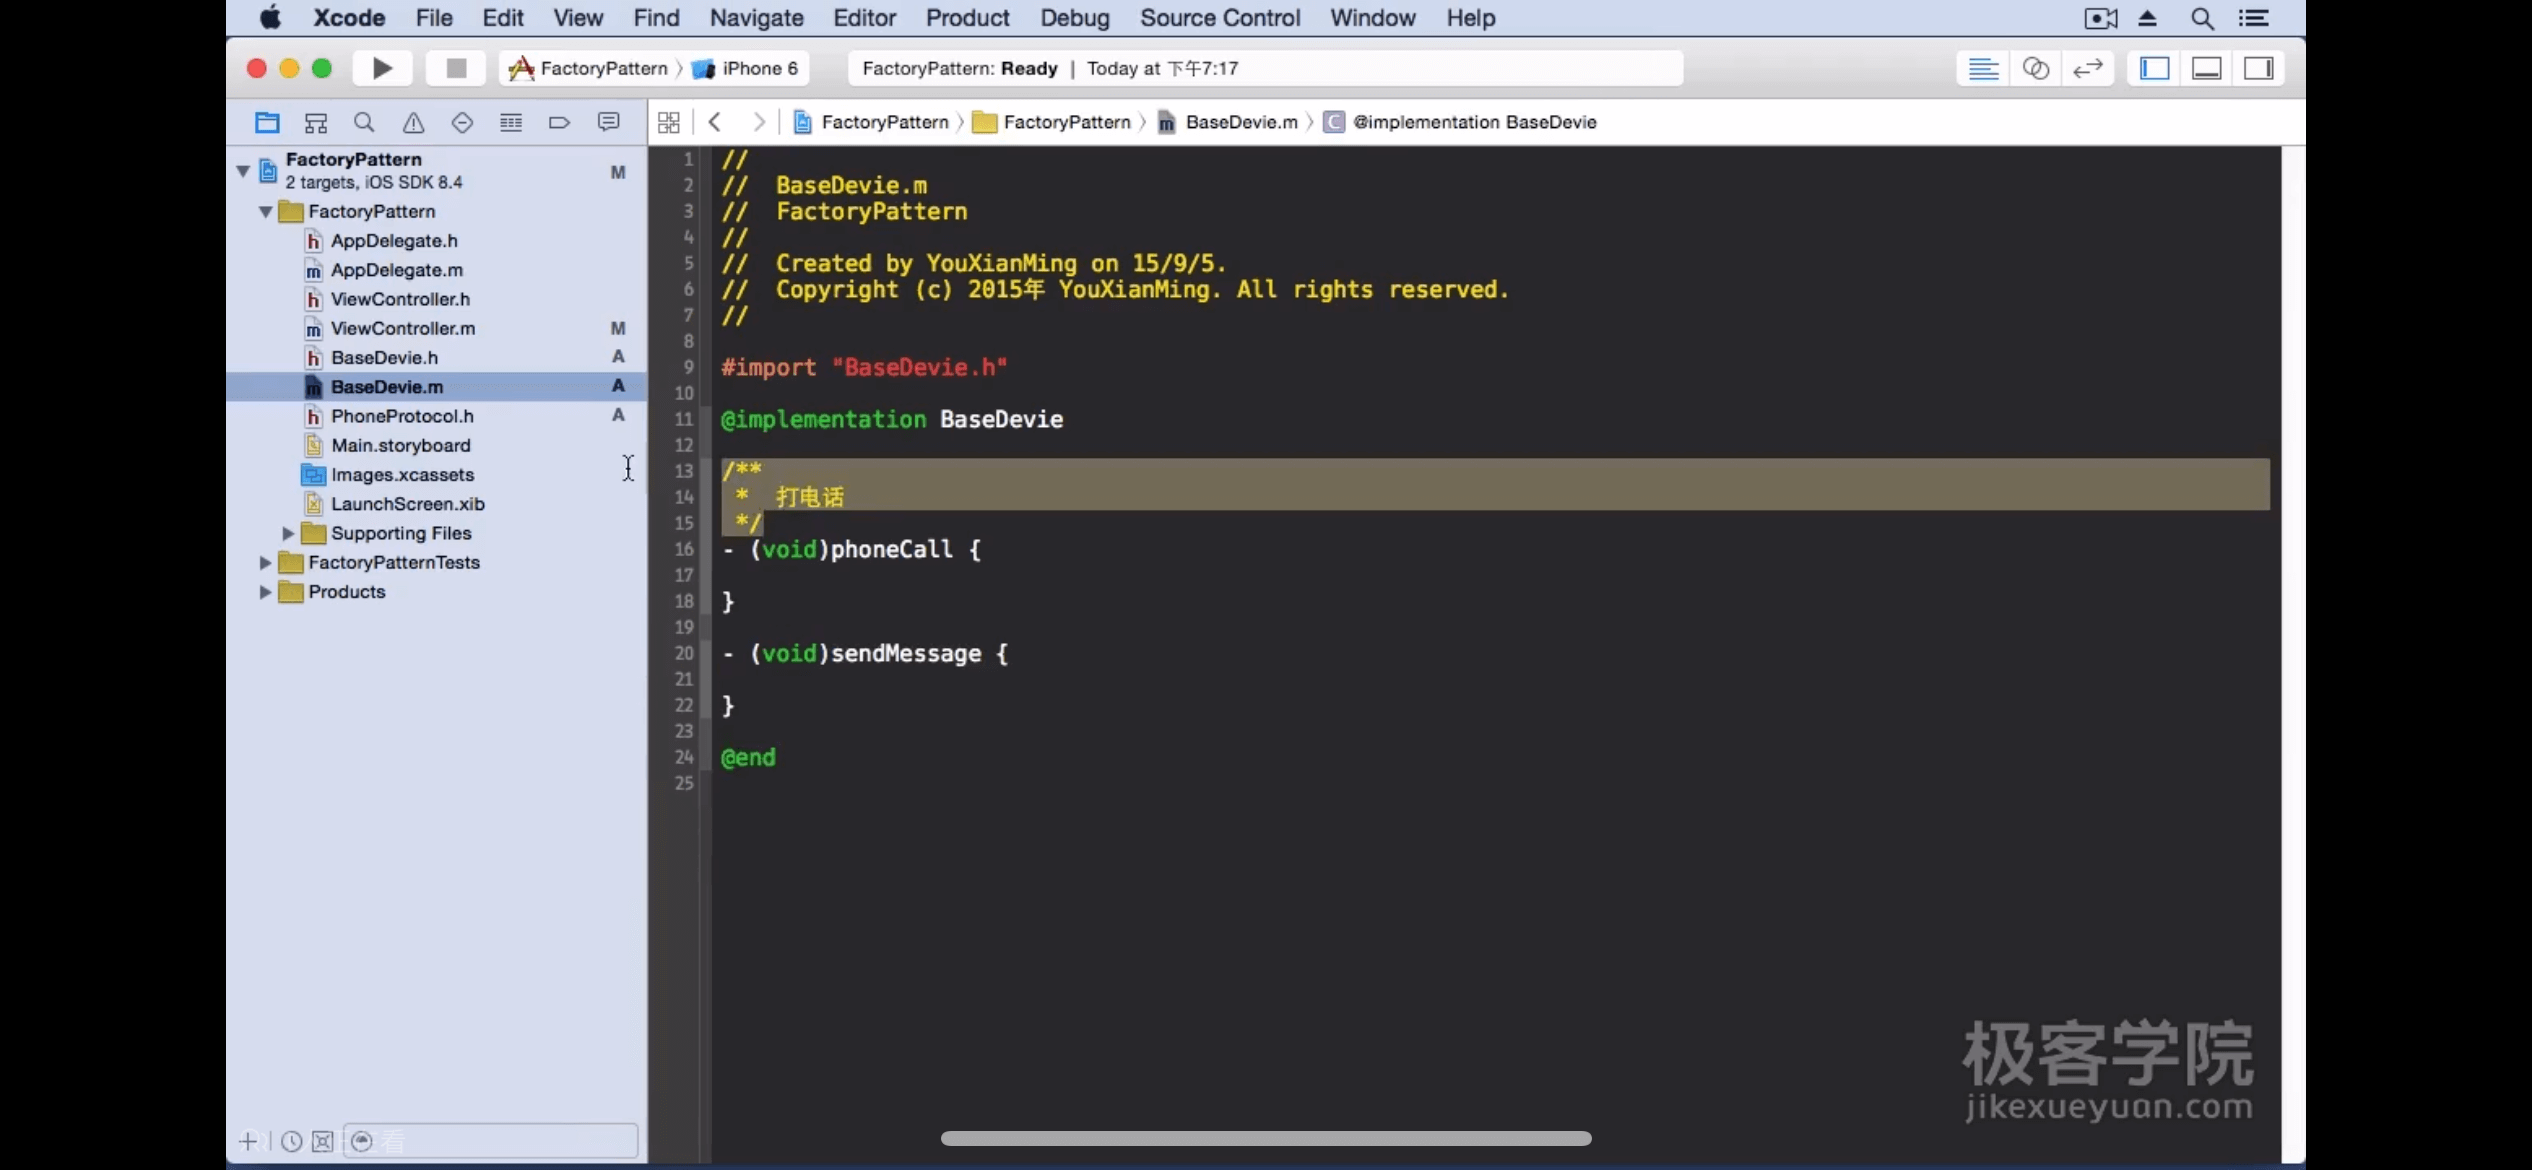 Xcode File Edit View Find Navigate Editor Product Debug Source Control Window Help
FactoryPattern iPhone 6 FactoryPattern: Ready | Today at 下午7:17
FactoryPattern FactoryPattern BaseDevie.m @implementation BaseDevie
FactoryPattern
2 targets, iOS SDK 8.4 M
FactoryPattern
AppDelegate.h
AppDelegate.m
ViewController.h
ViewController.m M
BaseDevie.h A
BaseDevie.m A
PhoneProtocol.h A
Main.storyboard
Images.xcassets
LaunchScreen.xib
Supporting Files
FactoryPatternTests
Products
1 //
2 //  BaseDevie.m
3 //  FactoryPattern
4 //
5 //  Created by YouXianMing on 15/9/5.
6 //  Copyright (c) 2015年 YouXianMing. All rights reserved.
7 //
8
9 #import "BaseDevie.h"
10
11 @implementation BaseDevie
12
13 /**
14  *  打电话
15  */
16 - (void)phoneCall {
17
18 }
19
20 - (void)sendMessage {
21
22 }
23
24 @end
25
极客学院
jikexueyuan.com